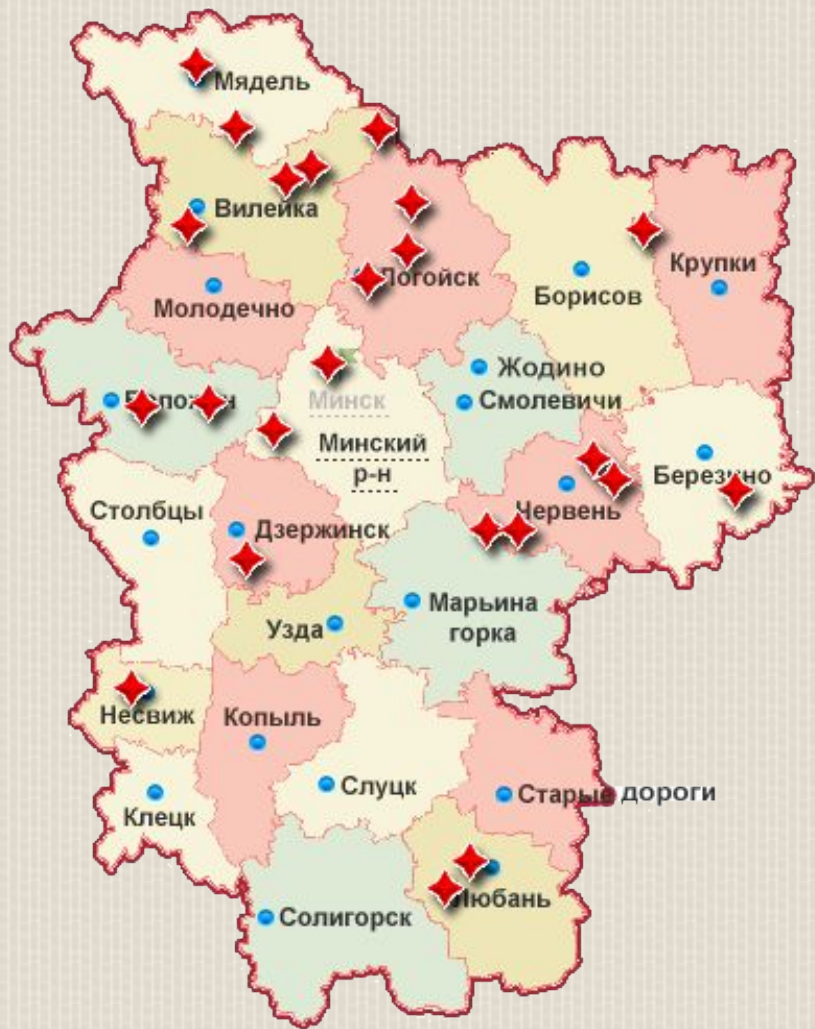 Мядель
Вилейка
Логойск
Крупки
Борисов
Молодечно
Жодино
Смолевичи
Минск
Минский
р-н
Березино
Червень
Столбцы
Дзержинск
Марьина
горка
Узда
Несвиж
Копыль
Слуцк
Старые дороги
Клецк
Любань
Солигорск